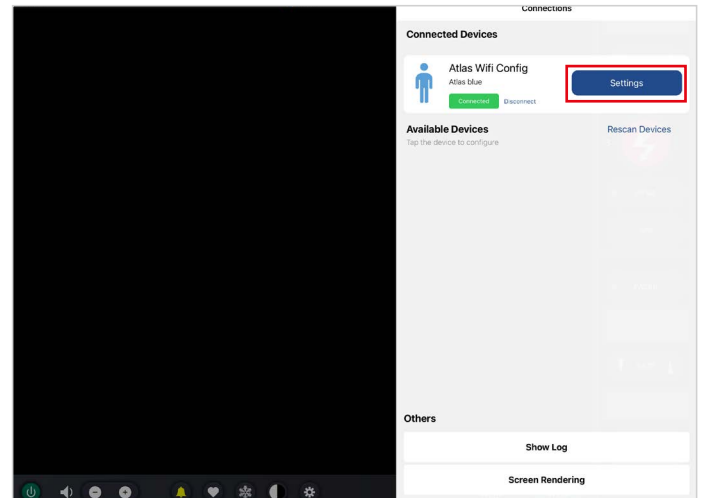 Connections
Connected Devices
Atlas Wifi Config
Atlas blue
Settings
Connected Disconnect
Available Devices
Rescan Devices
Tap the device to configure
Others
Show Log
Screen Rendering